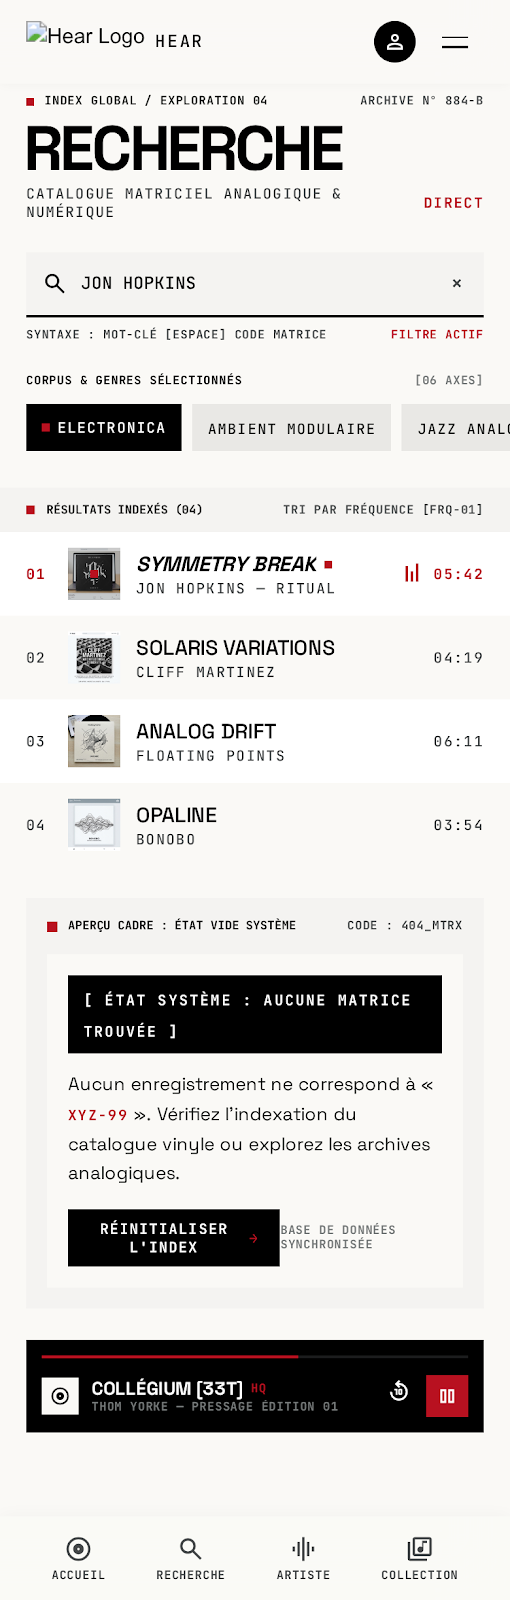 Hear Logo HEAR
INDEX GLOBAL / EXPLORATION 04 ARCHIVE N° 884-B
RECHERCHE
CATALOGUE MATRICIEL ANALOGIQUE &
NUMÉRIQUE
DIRECT
JON HOPKINS ×
SYNTAXE : MOT-CLÉ [ESPACE] CODE MATRICE FILTRE ACTIF
CORPUS & GENRES SÉLECTIONNÉS [06 AXES]
ELECTRONICA AMBIENT MODULAIRE JAZZ ANALO
RÉSULTATS INDEXÉS (04) TRI PAR FRÉQUENCE [FRQ-01]
01 SYMMETRY BREAK 05:42
JON HOPKINS — RITUAL
02 SOLARIS VARIATIONS 04:19
CLIFF MARTINEZ
CLIFF
MARTINEZ
03 ANALOG DRIFT 06:11
FLOATING POINTS
04 OPALINE 03:54
BONOBO
APERÇU CADRE : ÉTAT VIDE SYSTÈME CODE : 404_MTRX
[ ÉTAT SYSTÈME : AUCUNE MATRICE
TROUVÉE ]
Aucun enregistrement ne correspond à «
XYZ-99 ». Vérifiez l'indexation du
catalogue vinyle ou explorez les archives
analogiques.
RÉINITIALISER
L'INDEX →
BASE DE DONNÉES
SYNCHRONISÉE
COLLÉGIUM [33T] HQ
THOM YORKE — PRESSAGE ÉDITION 01
10
ACCUEIL RECHERCHE ARTISTE COLLECTION